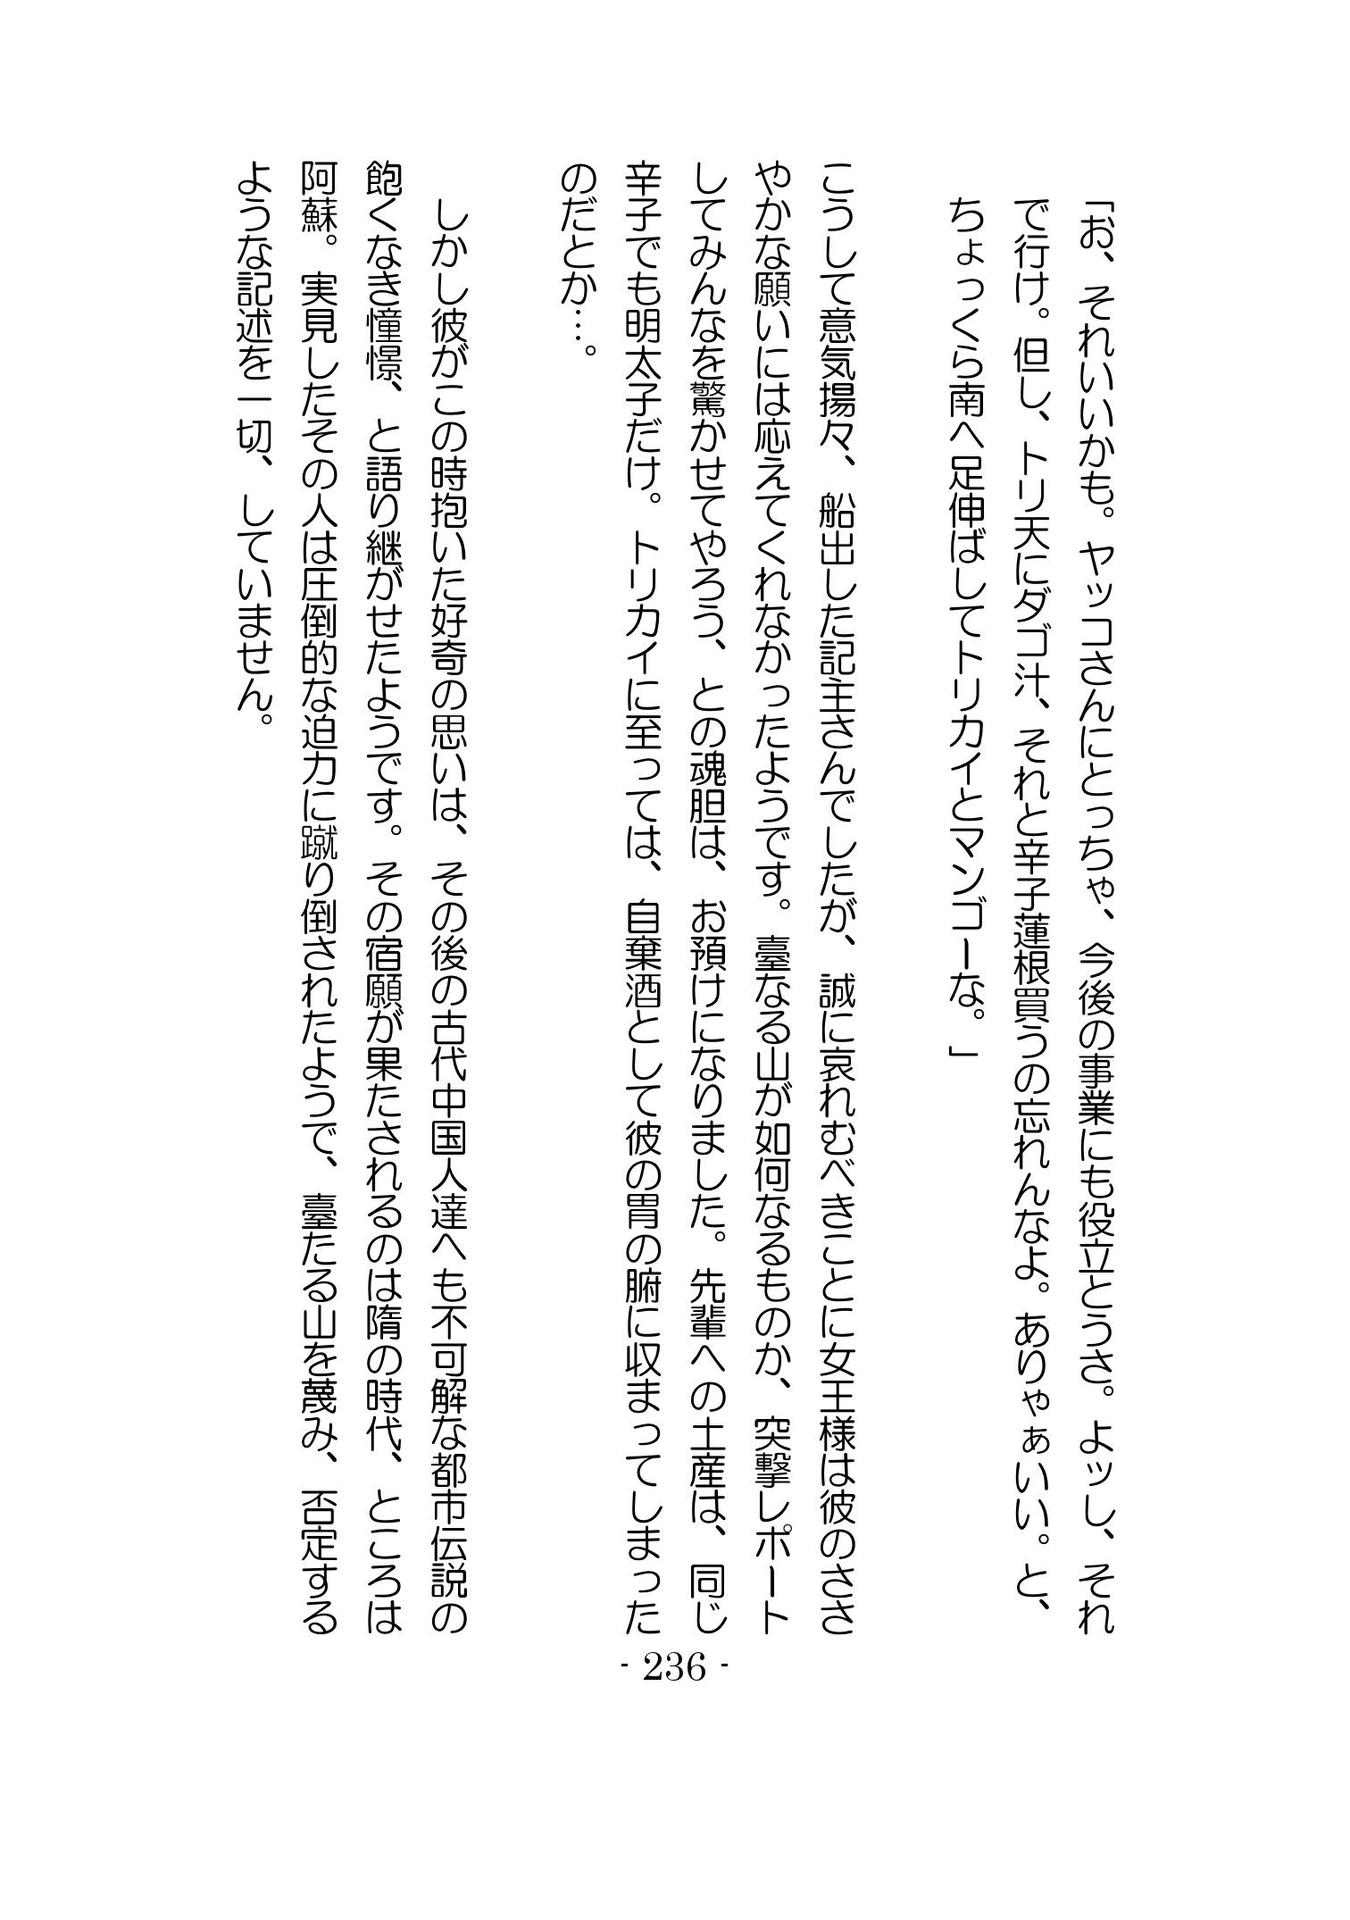 「お、それいいかも。ヤッコさんにとっちゃ、今後の事業にも役立とうさ。よッし、それ
で行け。但し、トリ天にダゴ汁、それと辛子蓮根買うの忘れんなよ。ありゃぁいい。と、
ちょっくら南へ足伸ばしてトリカイとマンゴーな。」
こうして意気揚々、船出した記主さんでしたが、誠に哀れむべきことに女王様は彼のささ
やかな願いには応えてくれなかったようです。臺なる山が如何なるものか、突撃レポート
してみんなを驚かせてやろう、との魂胆は、お預けになりました。先輩への土産は、同じ
辛子でも明太子だけ。トリカイに至っては、自棄酒として彼の胃の腑に収まってしまった
のだとか…。
しかし彼がこの時抱いた好奇の思いは、その後の古代中国人達へも不可解な都市伝説の
飽くなき憧憬、と語り継がせたようです。その宿願が果たされるのは隋の時代、ところは
阿蘇。実見したその人は圧倒的な迫力に蹴り倒されたようで、臺たる山を蔑み、否定する
ような記述を一切、していません。
- 236 -